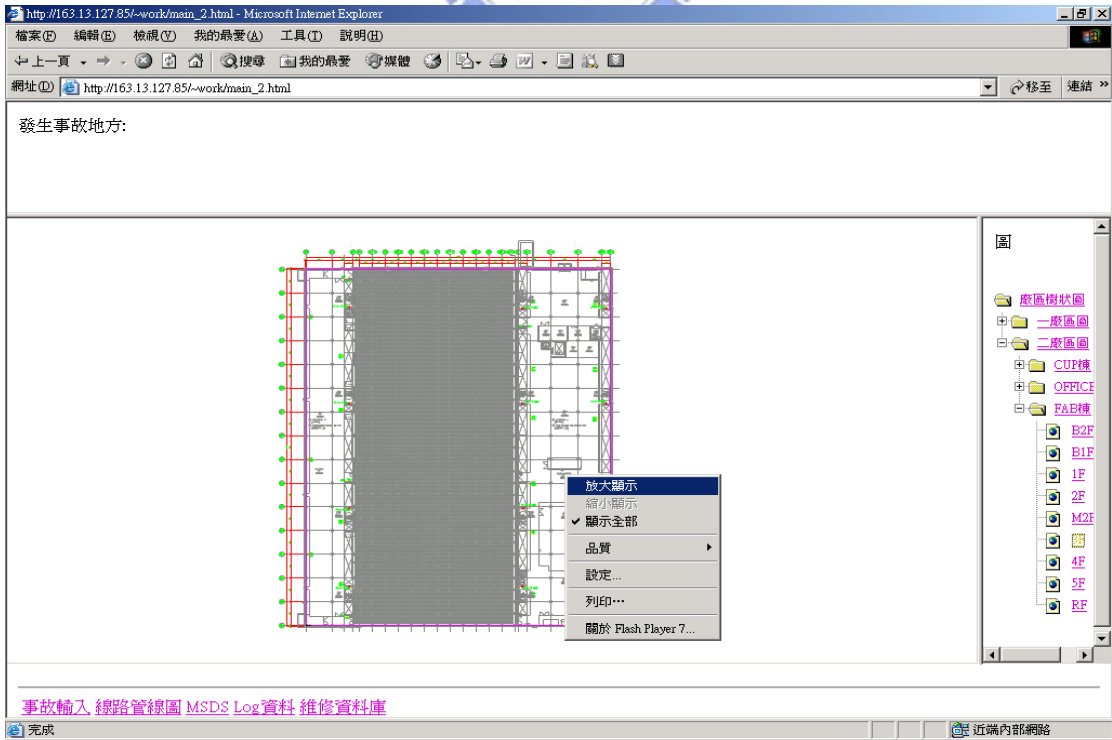 http://163.13.127.85/~work/main_2.html - Microsoft Internet Explorer
檔案(F) 編輯(E) 檢視(V) 我的最愛(A) 工具(T) 說明(H)
上一頁 搜尋 我的最愛 媒體
網址(D) http://163.13.127.85/~work/main_2.html 移至 連結 »
發生事故地方:
圖
廠區樹狀圖
一廠區圖
二廠區圖
CUP棟
OFFICE
FAB棟
B2F
B1F
1F
2F
M2F
4F
5F
RF
放大顯示
縮小顯示
顯示全部
品質
設定...
列印…
關於 Flash Player 7...
事故輸入 線路管線圖 MSDS Log資料 維修資料庫
完成 近端內部網路